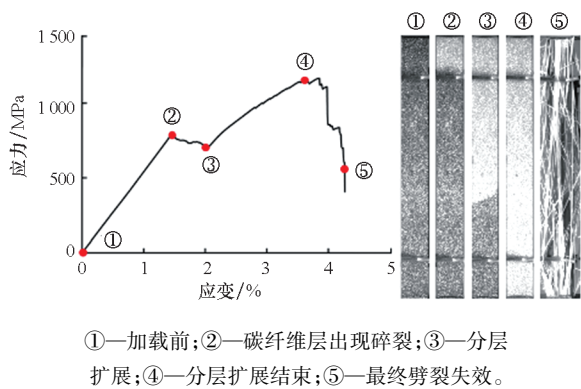 ① ② ③ ④ ⑤
1 500
1 000
500
0
应力/MPa
①
②
③
④
⑤
0 1 2 3 4 5
应变/%
①—加载前;②—碳纤维层出现碎裂;③—分层
扩展;④—分层扩展结束;⑤—最终劈裂失效。